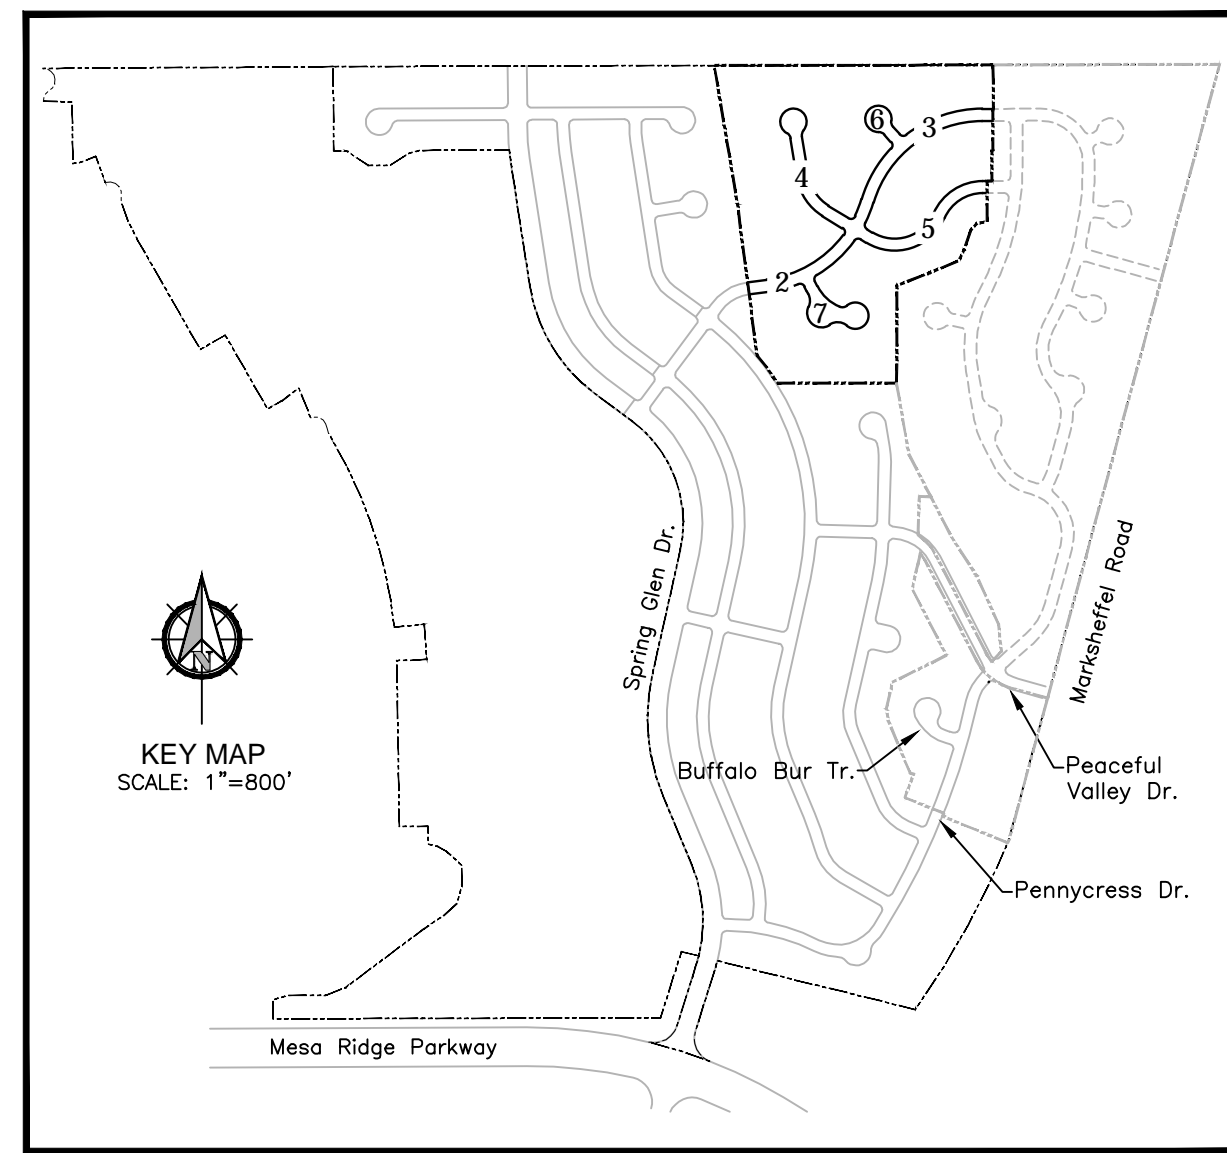 6
3
4
5
2
7
Spring Glen Dr.
Marksheffel Road
N
KEY MAP
SCALE: 1"=800'
Buffalo Bur Tr.
Peaceful
Valley Dr.
Pennycress Dr.
Mesa Ridge Parkway